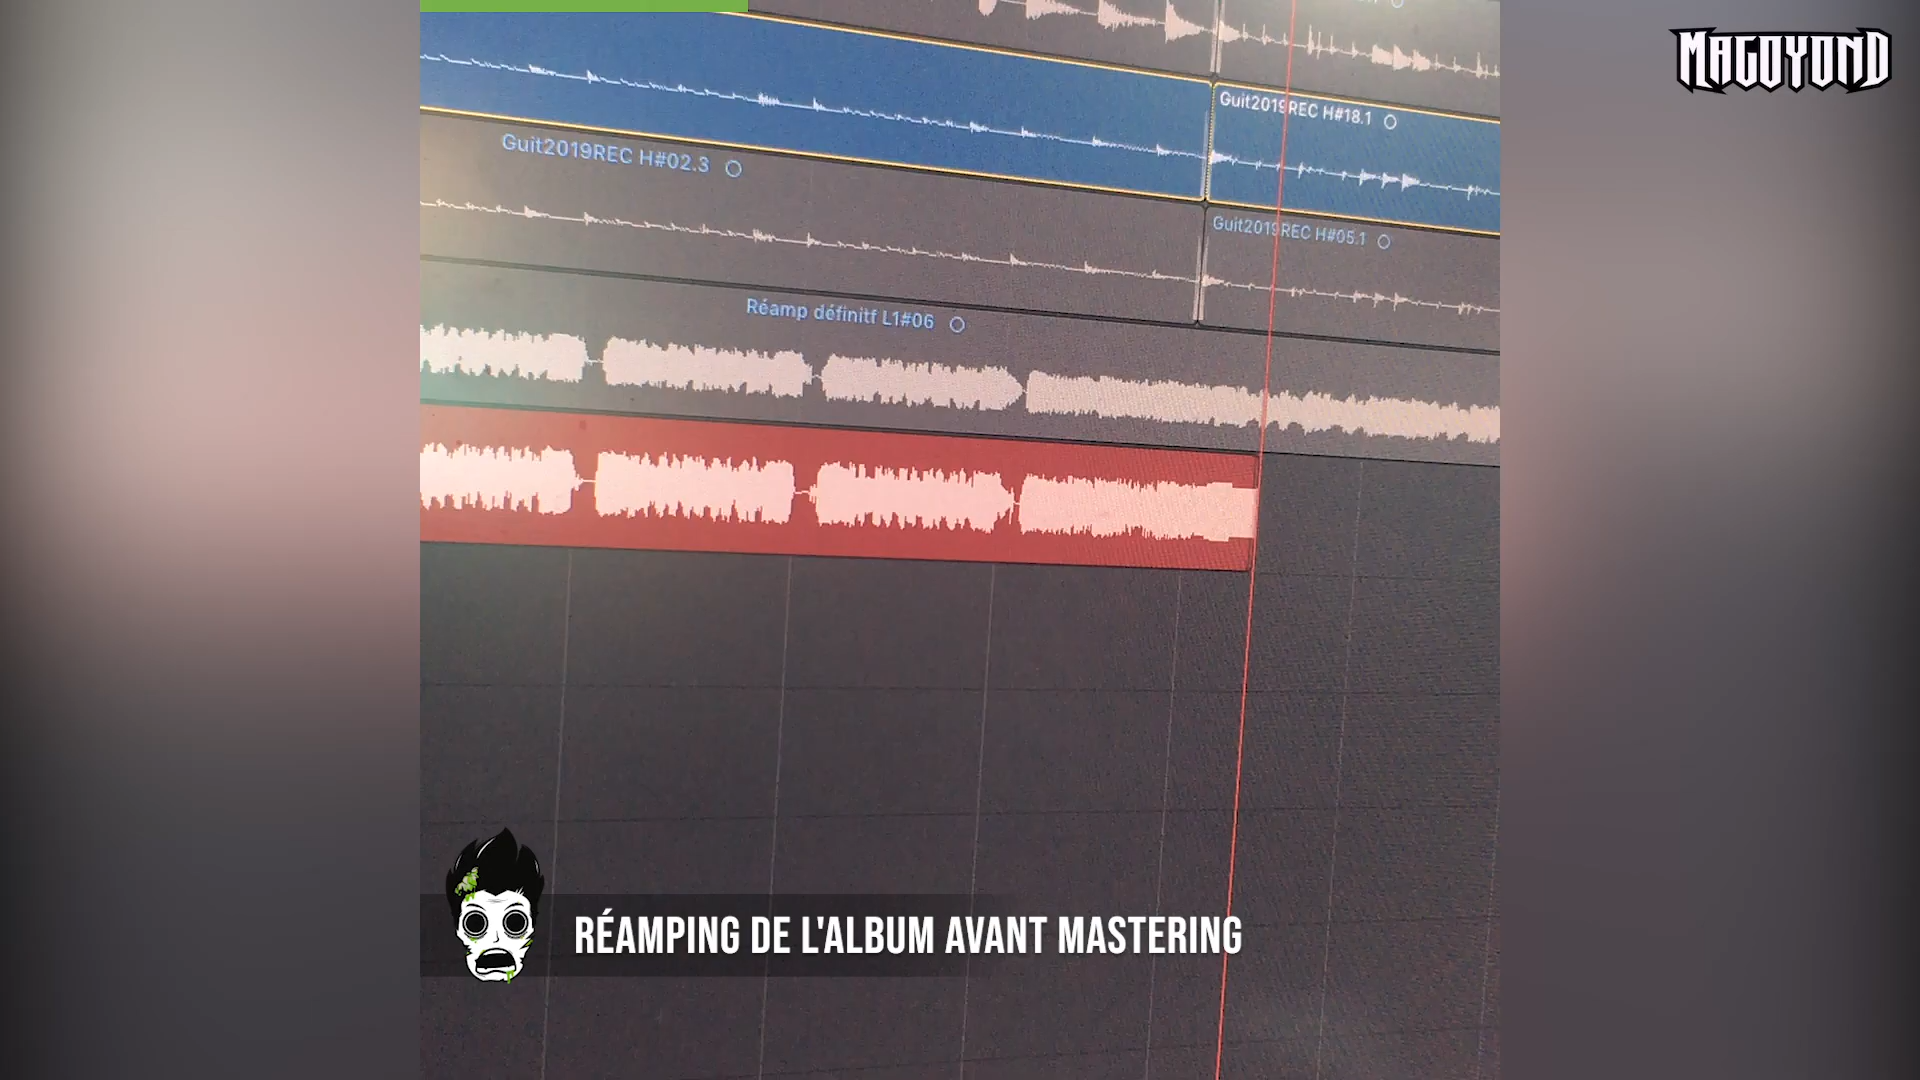 MAGOYOND
Guit2019REC H#18.1
Guit2019REC H#02.3
Guit2019REC H#05.1
Réamp définitf L1#06
RÉAMPING DE L'ALBUM AVANT MASTERING